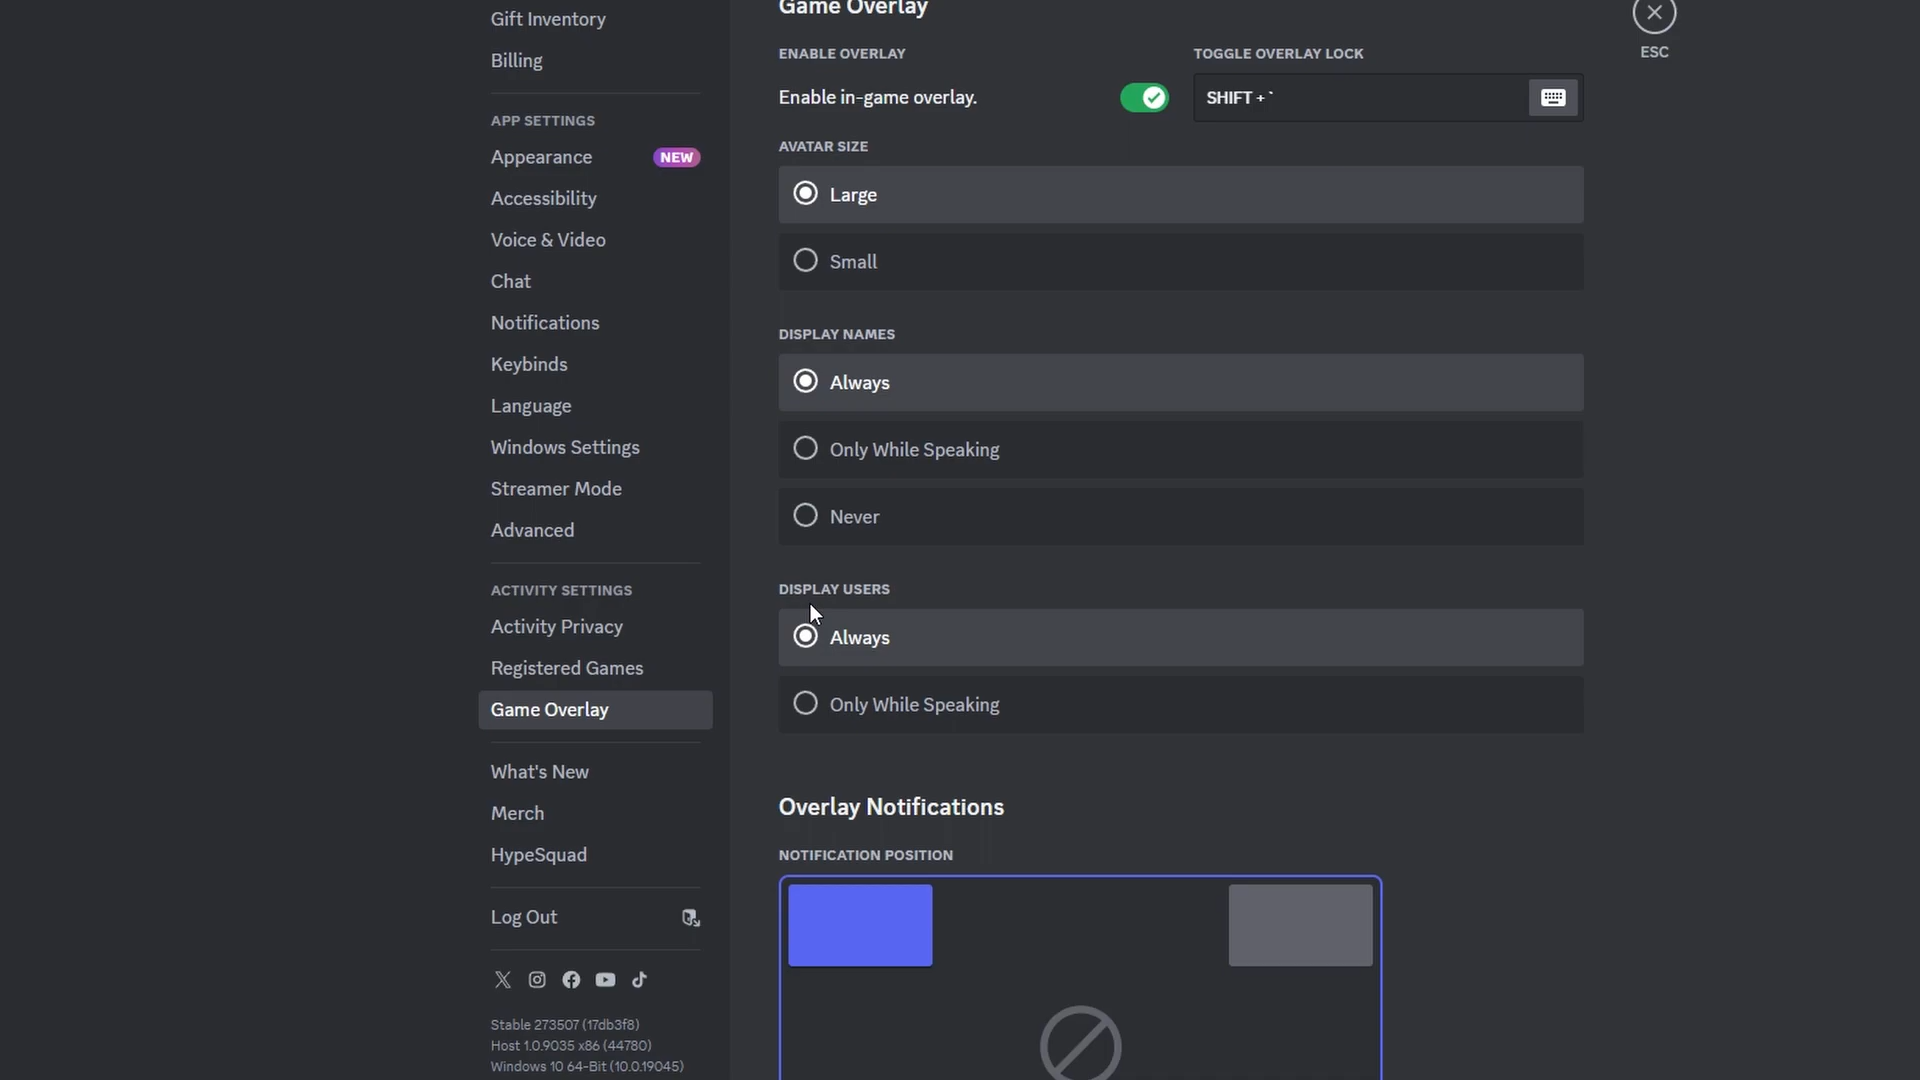 Gift Inventory
Billing
APP SETTINGS
Appearance NEW
Accessibility
Voice & Video
Chat
Notifications
Keybinds
Language
Windows Settings
Streamer Mode
Advanced
ACTIVITY SETTINGS
Activity Privacy
Registered Games
Game Overlay
What's New
Merch
HypeSquad
Log Out
Stable 273507 (17db3f8)
Host 1.0.9035 x86 (44780)
Windows 10 64-Bit (10.0.19045)
Game Overlay
ENABLE OVERLAY
Enable in-game overlay.
TOGGLE OVERLAY LOCK
SHIFT + `
AVATAR SIZE
Large
Small
DISPLAY NAMES
Always
Only While Speaking
Never
DISPLAY USERS
Always
Only While Speaking
Overlay Notifications
NOTIFICATION POSITION
ESC